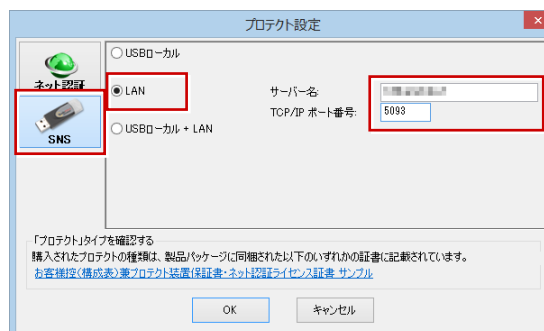 プロテクト設定
ネット認証
SNS
USBローカル
LAN
サーバー名:
TCP/IP ポート番号:
5093
USBローカル + LAN
「プロテクト」タイプを確認する
購入されたプロテクトの種類は、製品パッケージに同梱された以下のいずれかの証書に記載されています。
お客様控(構成表)兼プロテクト装置保証書・ネット認証ライセンス証書 サンプル
OK
キャンセル